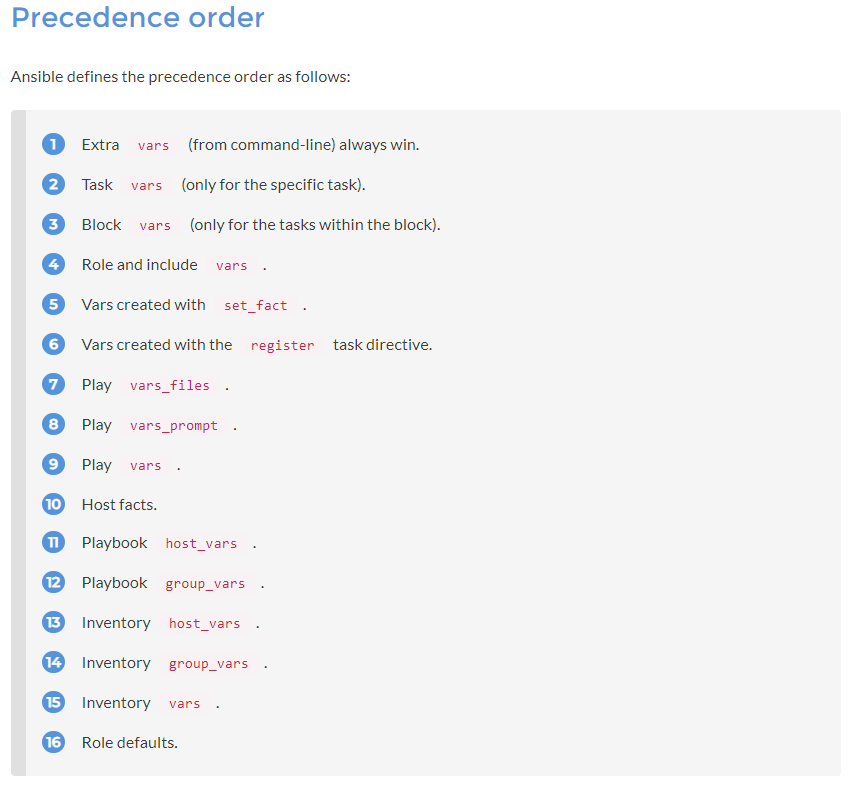 Precedence order
Ansible defines the precedence order as follows:
1 Extra vars (from command-line) always win.
2 Task vars (only for the specific task).
3 Block vars (only for the tasks within the block).
4 Role and include vars .
5 Vars created with set_fact .
6 Vars created with the register task directive.
7 Play vars_files .
8 Play vars_prompt .
9 Play vars .
10 Host facts.
11 Playbook host_vars .
12 Playbook group_vars .
13 Inventory host_vars .
14 Inventory group_vars .
15 Inventory vars .
16 Role defaults.